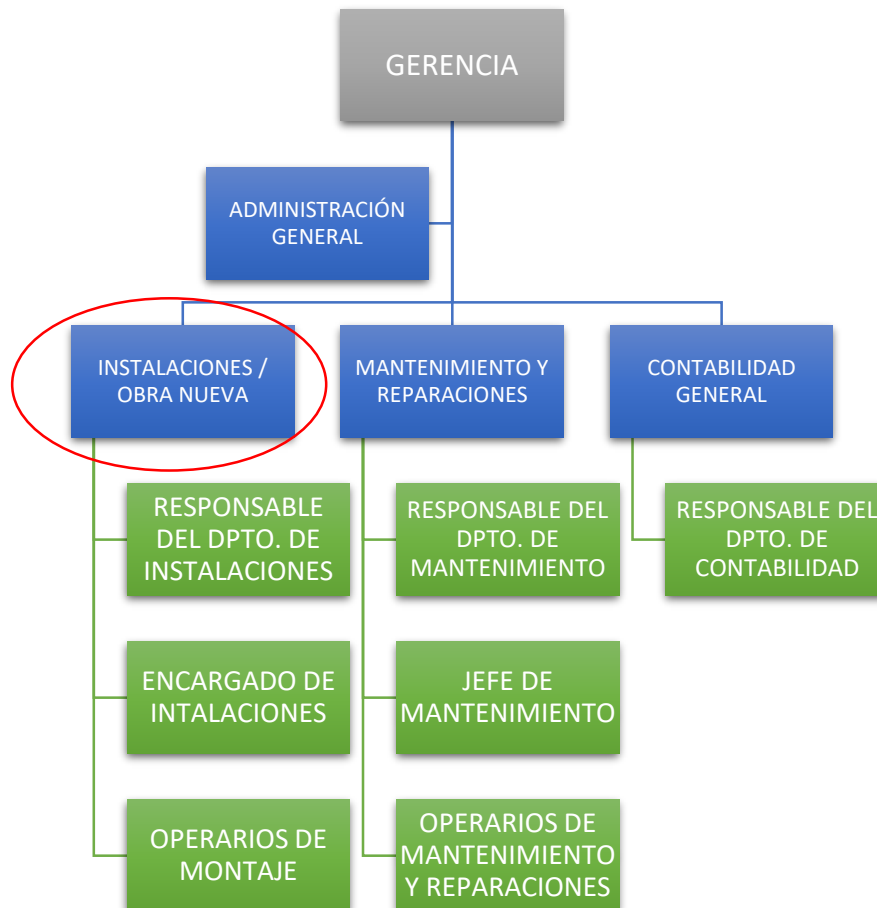 GERENCIA
ADMINISTRACIÓN
GENERAL
INSTALACIONES /
OBRA NUEVA
MANTENIMIENTO Y
REPARACIONES
CONTABILIDAD
GENERAL
RESPONSABLE
DEL DPTO. DE
INSTALACIONES
RESPONSABLE DEL
DPTO. DE
MANTENIMIENTO
RESPONSABLE DEL
DPTO. DE
CONTABILIDAD
ENCARGADO DE
INTALACIONES
JEFE DE
MANTENIMIENTO
OPERARIOS DE
MONTAJE
OPERARIOS DE
MANTENIMIENTO
Y REPARACIONES